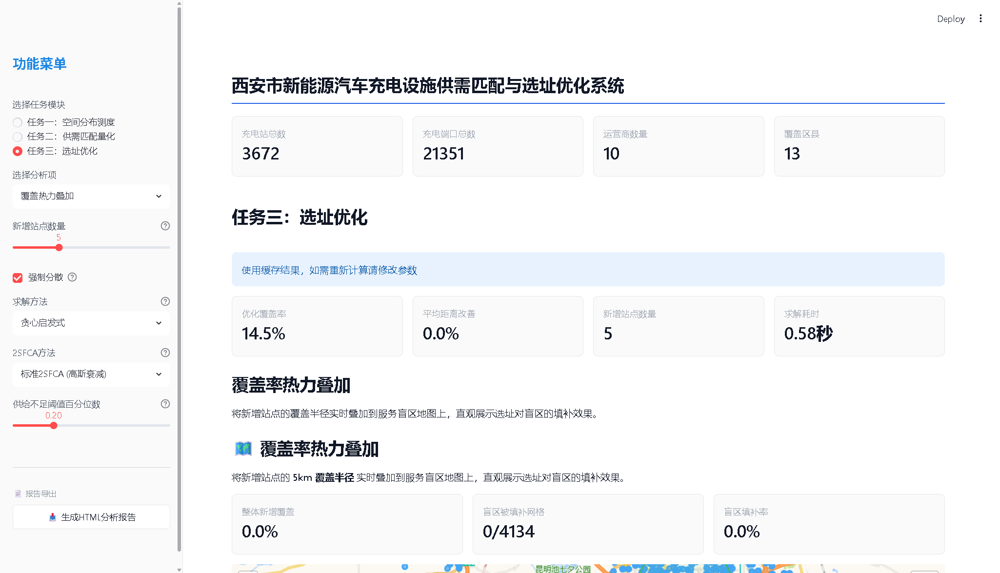 Deploy
功能菜单
选择任务模块
任务一：空间分布测度
任务二：供需匹配量化
任务三：选址优化
选择分析项
覆盖热力叠加
新增站点数量
5
强制分散
求解方法
贪心启发式
2SFCA方法
标准2SFCA (高斯衰减)
供给不足阈值百分位数
0.20
报告导出
生成HTML分析报告
西安市新能源汽车充电设施供需匹配与选址优化系统
充电站总数
3672
充电端口总数
21351
运营商数量
10
覆盖区县
13
任务三：选址优化
使用缓存结果，如需重新计算请修改参数
优化覆盖率
14.5%
平均距离改善
0.0%
新增站点数量
5
求解耗时
0.58秒
覆盖率热力叠加
将新增站点的覆盖半径实时叠加到服务盲区地图上，直观展示选址对盲区的填补效果。
覆盖率热力叠加
将新增站点的 5km 覆盖半径 实时叠加到服务盲区地图上，直观展示选址对盲区的填补效果。
整体新增覆盖
0.0%
盲区被填补网格
0/4134
盲区填补率
0.0%
昆明池七夕公园